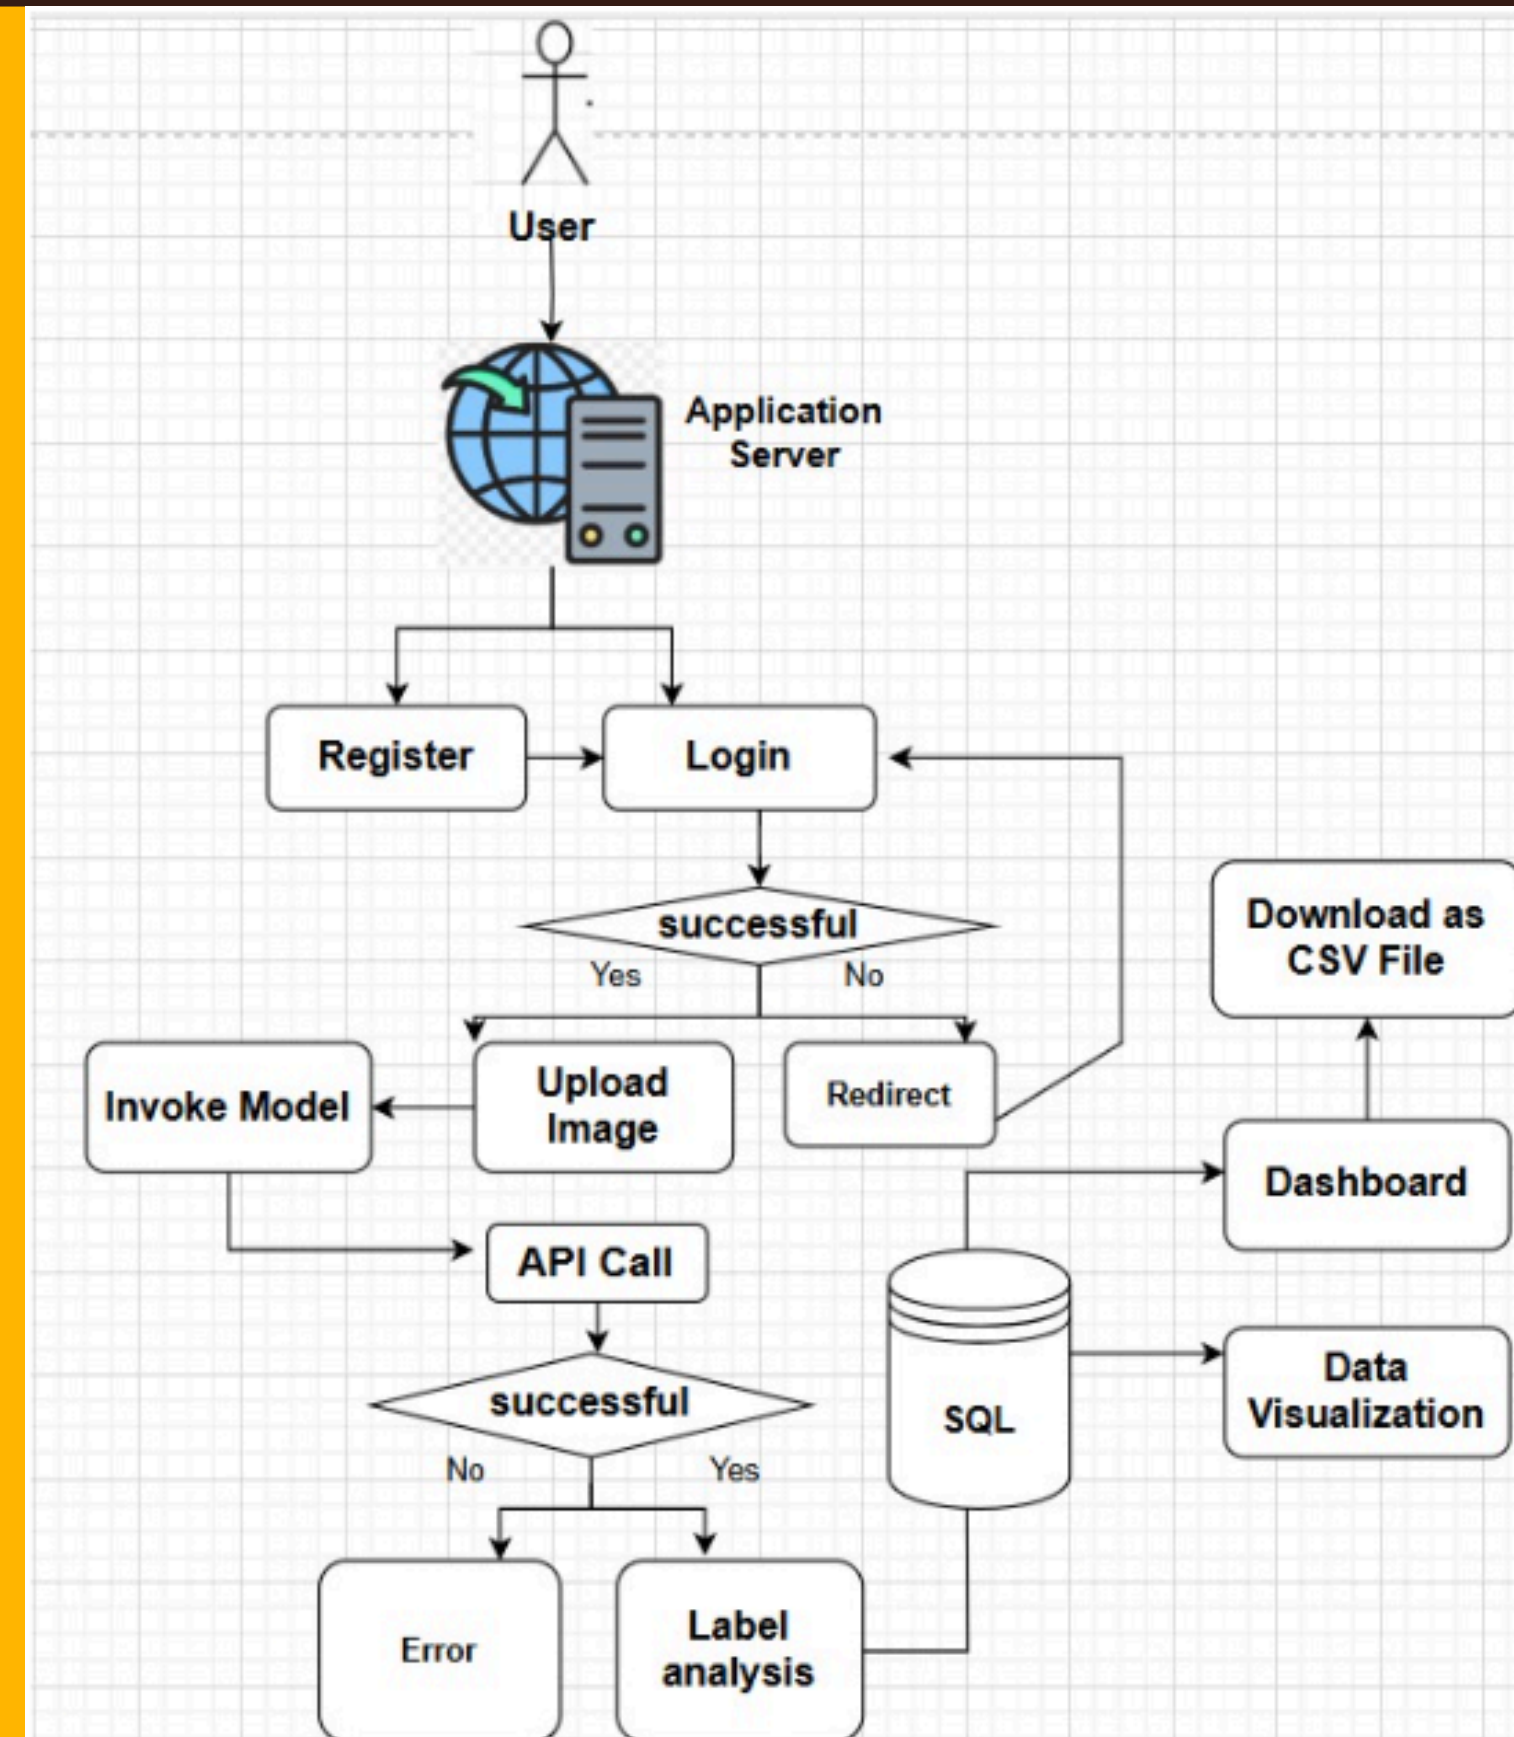 User
Application
Server
Register
Login
successful
Yes
No
Download as
CSV File
Invoke Model
Upload
Image
Redirect
Dashboard
API Call
successful
No
Yes
SQL
Data
Visualization
Error
Label
analysis